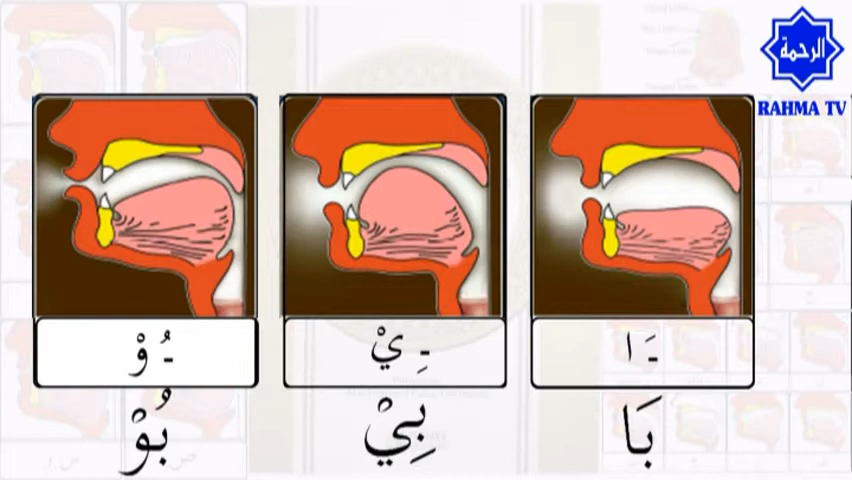 الرحمة
RAHMA TV
ـَ ا
ـِ يْ
ـُ وْ
بَا
بِيْ
بُوْ